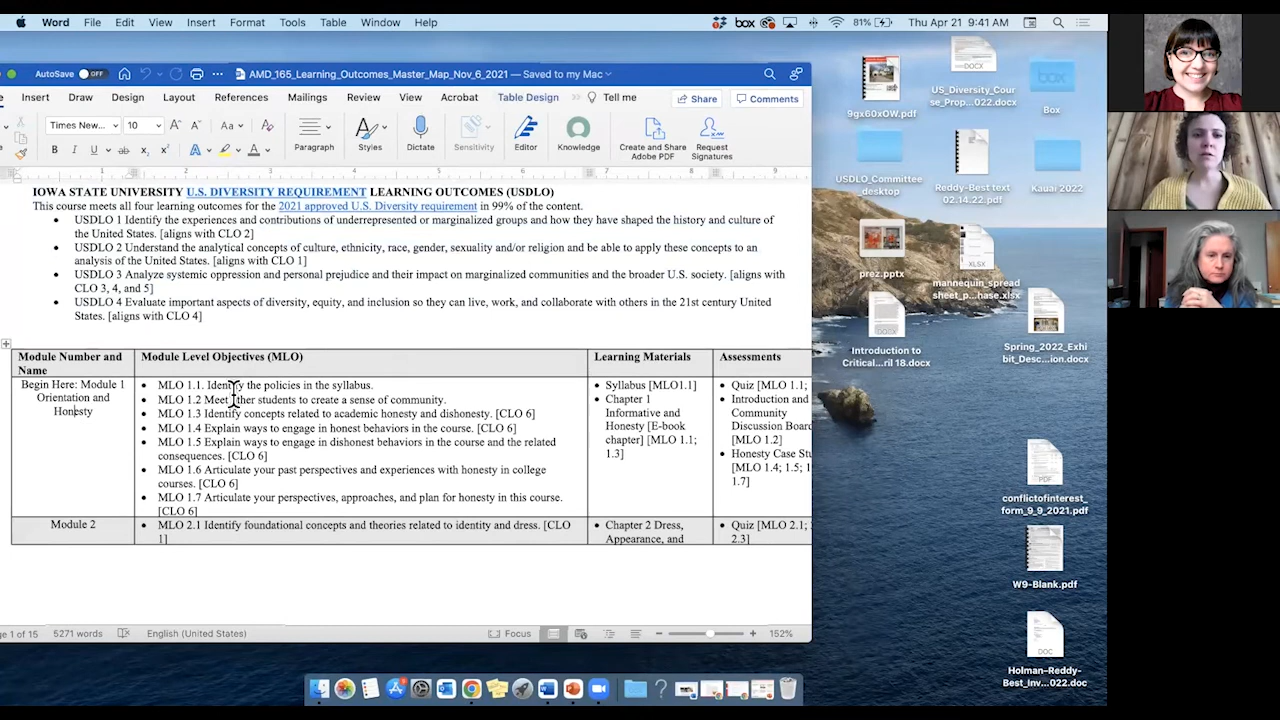 Word File Edit View Insert Format Tools Table Window Help
box 81% Thu Apr 21 9:41 AM
AutoSave OFF
AMD_165_Learning_Outcomes_Master_Map_Nov_6_2021 — Saved to my Mac
Insert Draw Design Layout References Mailings Review View Acrobat Table Design Tell me Share Comments
Times New... 10 Aa
Paragraph Styles Dictate Sensitivity Editor Knowledge Create and Share Adobe PDF Request Signatures
IOWA STATE UNIVERSITY U.S. DIVERSITY REQUIREMENT LEARNING OUTCOMES (USDLO)
This course meets all four learning outcomes for the 2021 approved U.S. Diversity requirement in 99% of the content.
• USDLO 1 Identify the experiences and contributions of underrepresented or marginalized groups and how they have shaped the history and culture of
the United States. [aligns with CLO 2]
• USDLO 2 Understand the analytical concepts of culture, ethnicity, race, gender, sexuality and/or religion and be able to apply these concepts to an
analysis of the United States. [aligns with CLO 1]
• USDLO 3 Analyze systemic oppression and personal prejudice and their impact on marginalized communities and the broader U.S. society. [aligns with
CLO 3, 4, and 5]
• USDLO 4 Evaluate important aspects of diversity, equity, and inclusion so they can live, work, and collaborate with others in the 21st century United
States. [aligns with CLO 4]
Module Number and
Name
Module Level Objectives (MLO)
Learning Materials
Assessments
Begin Here: Module 1
Orientation and
Honesty
• MLO 1.1. Identify the policies in the syllabus.
• MLO 1.2 Meet other students to create a sense of community.
• MLO 1.3 Identify concepts related to academic honesty and dishonesty. [CLO 6]
• MLO 1.4 Explain ways to engage in honest behaviors in the course. [CLO 6]
• MLO 1.5 Explain ways to engage in dishonest behaviors in the course and the related
consequences. [CLO 6]
• MLO 1.6 Articulate your past perspectives and experiences with honesty in college
courses. [CLO 6]
• MLO 1.7 Articulate your perspectives, approaches, and plan for honesty in this course.
[CLO 6]
• Syllabus [MLO1.1]
• Chapter 1
Informative and
Honesty [E-book
chapter] [MLO 1.1;
1.3]
• Quiz [MLO 1.1;
• Introduction and
Community
Discussion Board
[MLO 1.2]
• Honesty Case Stu
[MLO 1.4; 1.5; 1
1.7]
Module 2
• MLO 2.1 Identify foundational concepts and theories related to identity and dress. [CLO
1]
• Chapter 2 Dress,
Appearance, and
• Quiz [MLO 2.1;
2.3]
ge 1 of 15 5271 words English (United States) Focus 152%
9gx60xOW.pdf
DOCX
US_Diversity_Cou
rse_Prop...022.docx
box
Box
USDLO_Committee
desktop
Reddy-Best text
02.14.22.pdf
Kauai 2022
prez.pptx
XLSX
mannequin_spread
sheet_p...hase.xlsx
DOCX
Introduction to
Critical...ril 18.docx
Spring_2022_Exhi
bit_Desc...ion.docx
PDF
conflictofinterest_
form_9_9_2021.pdf
W9-Blank.pdf
DOC
Holman–Reddy-
Best_Inv...022.doc